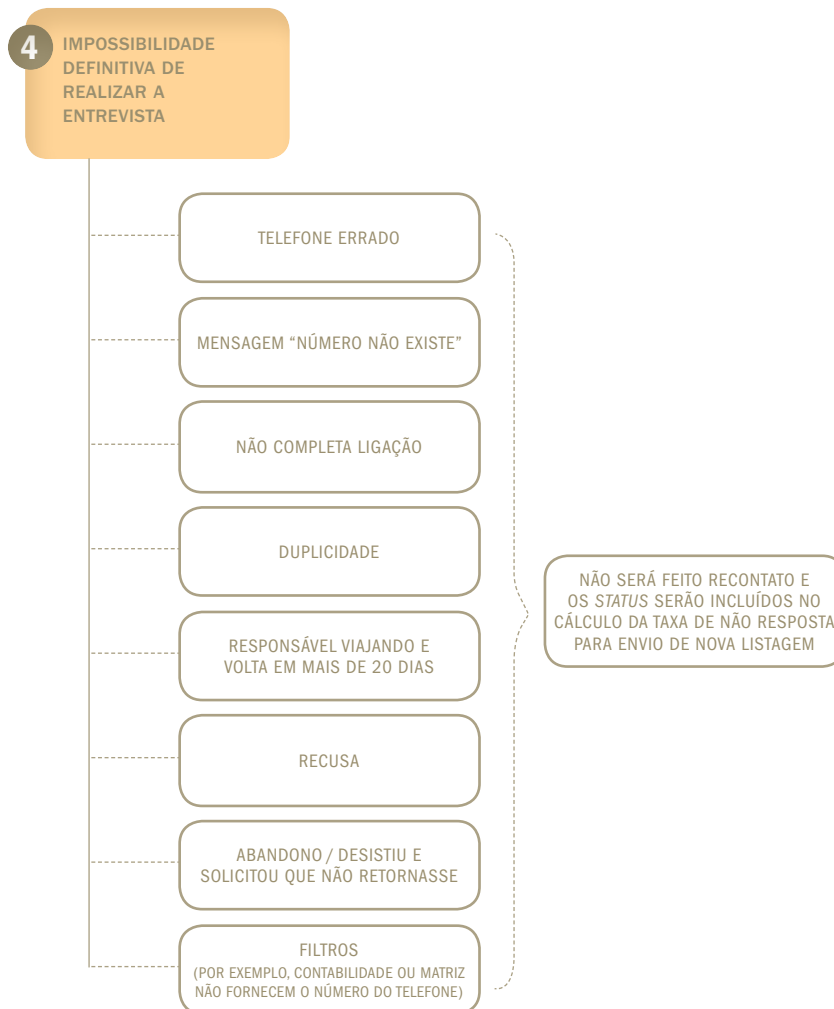 4
IMPOSSIBILIDADE
DEFINITIVA DE
REALIZAR A
ENTREVISTA
TELEFONE ERRADO
MENSAGEM “NÚMERO NÃO EXISTE”
NÃO COMPLETA LIGAÇÃO
DUPLICIDADE
RESPONSÁVEL VIAJANDO E
VOLTA EM MAIS DE 20 DIAS
RECUSA
ABANDONO / DESISTIU E
SOLICITOU QUE NÃO RETORNASSE
FILTROS
(POR EXEMPLO, CONTABILIDADE OU MATRIZ
NÃO FORNECEM O NÚMERO DO TELEFONE)
NÃO SERÁ FEITO RECONTATO E
OS STATUS SERÃO INCLUÍDOS NO
CÁLCULO DA TAXA DE NÃO RESPOSTA
PARA ENVIO DE NOVA LISTAGEM